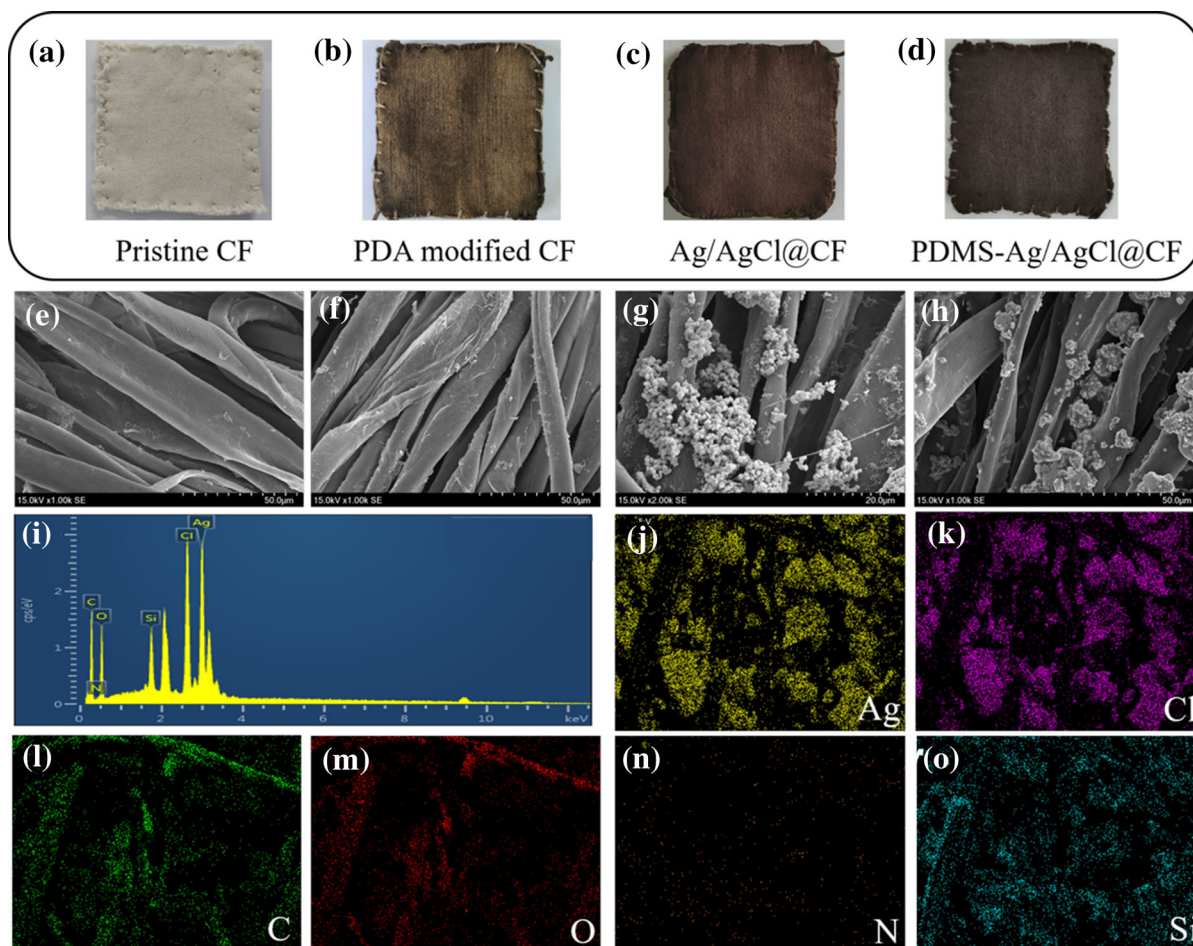 (a) (b) (c) (d)
Pristine CF PDA modified CF Ag/AgCl@CF PDMS-Ag/AgCl@CF
(e) (f) (g) (h)
15.0kV x1.00k SE 50.0µm 15.0kV x1.00k SE 50.0µm 15.0kV x2.00k SE 20.0µm 15.0kV x1.00k SE 50.0µm
(i) (j) (k)
Ag
Cl
2
cps/eV
C
O
Si
1
N
0
0 2 4 6 8 10 keV
Ag Cl
(l) (m) (n) (o)
C O N S